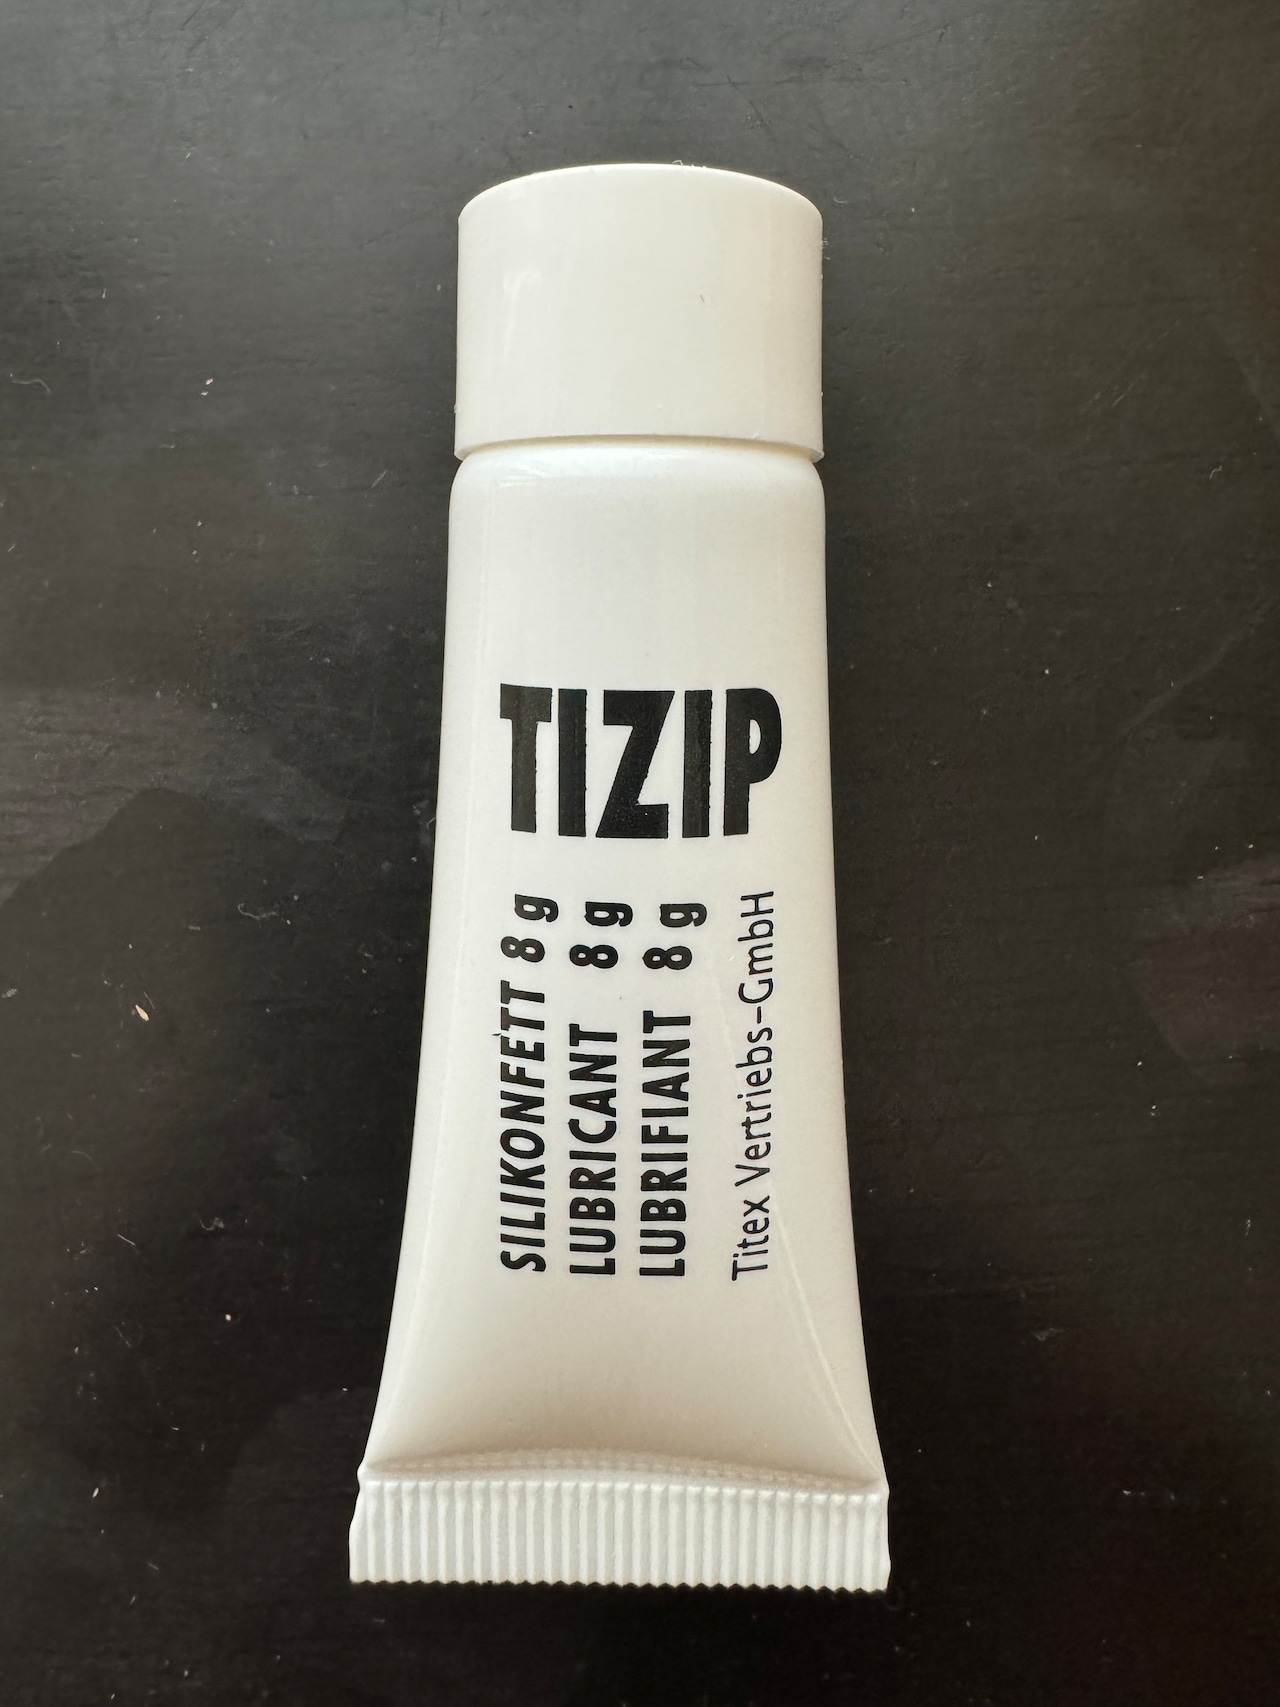 TIZIP
SILIKONFETT 8 g
LUBRICANT 8 g
LUBRIFIANT 8 g
Titex Vertriebs-GmbH